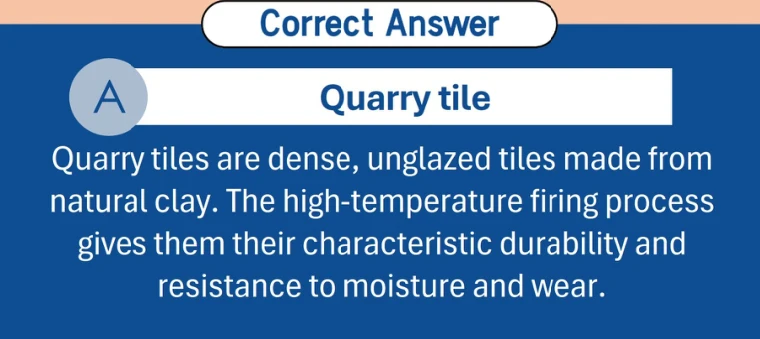 Correct Answer
A
Quarry tile
Quarry tiles are dense, unglazed tiles made from
natural clay. The high-temperature firing process
gives them their characteristic durability and
resistance to moisture and wear.